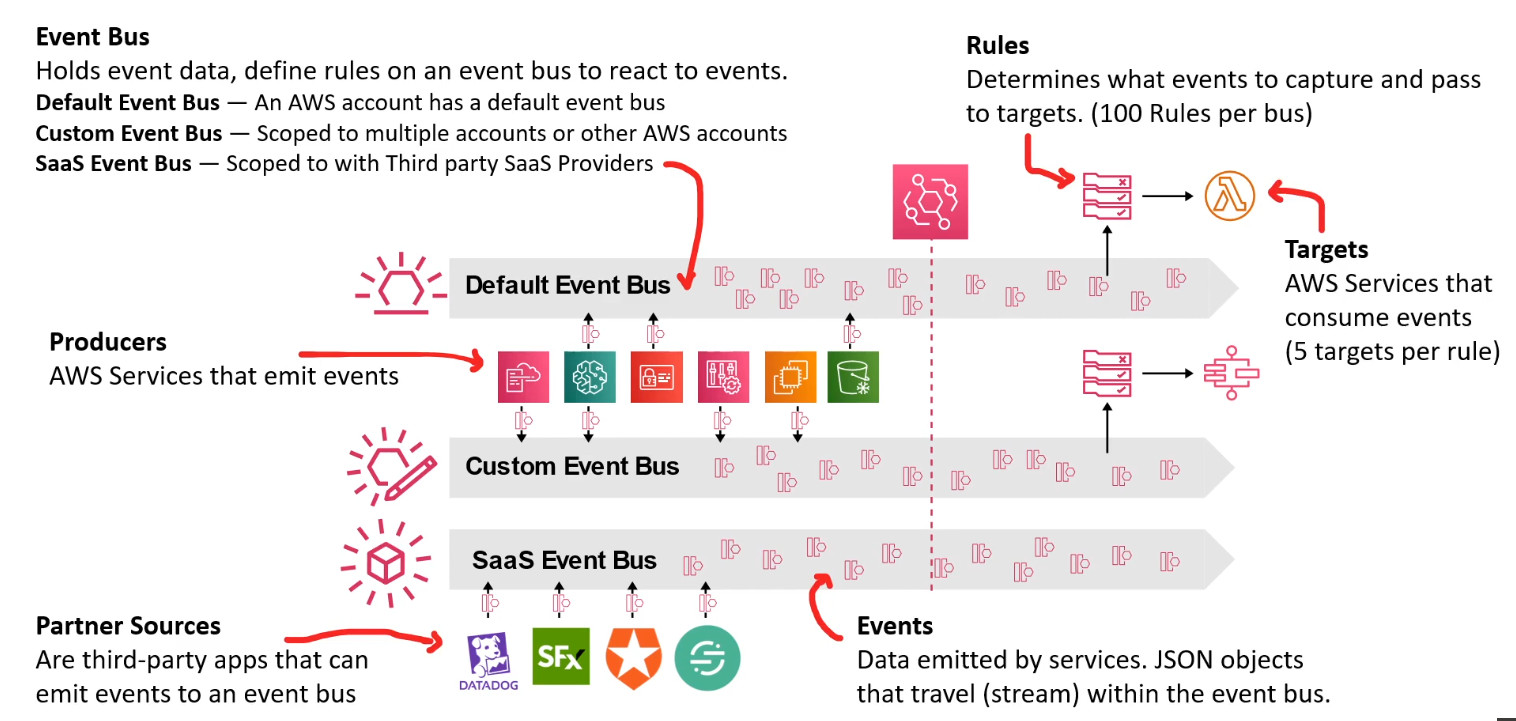 Event Bus
Holds event data, define rules on an event bus to react to events.
Default Event Bus — An AWS account has a default event bus
Custom Event Bus — Scoped to multiple accounts or other AWS accounts
SaaS Event Bus — Scoped to with Third party SaaS Providers
Rules
Determines what events to capture and pass
to targets. (100 Rules per bus)
Targets
AWS Services that
consume events
(5 targets per rule)
Default Event Bus
Producers
AWS Services that emit events
Custom Event Bus
SaaS Event Bus
Partner Sources
Are third-party apps that can
emit events to an event bus
DATADOG
SFx
Events
Data emitted by services. JSON objects
that travel (stream) within the event bus.